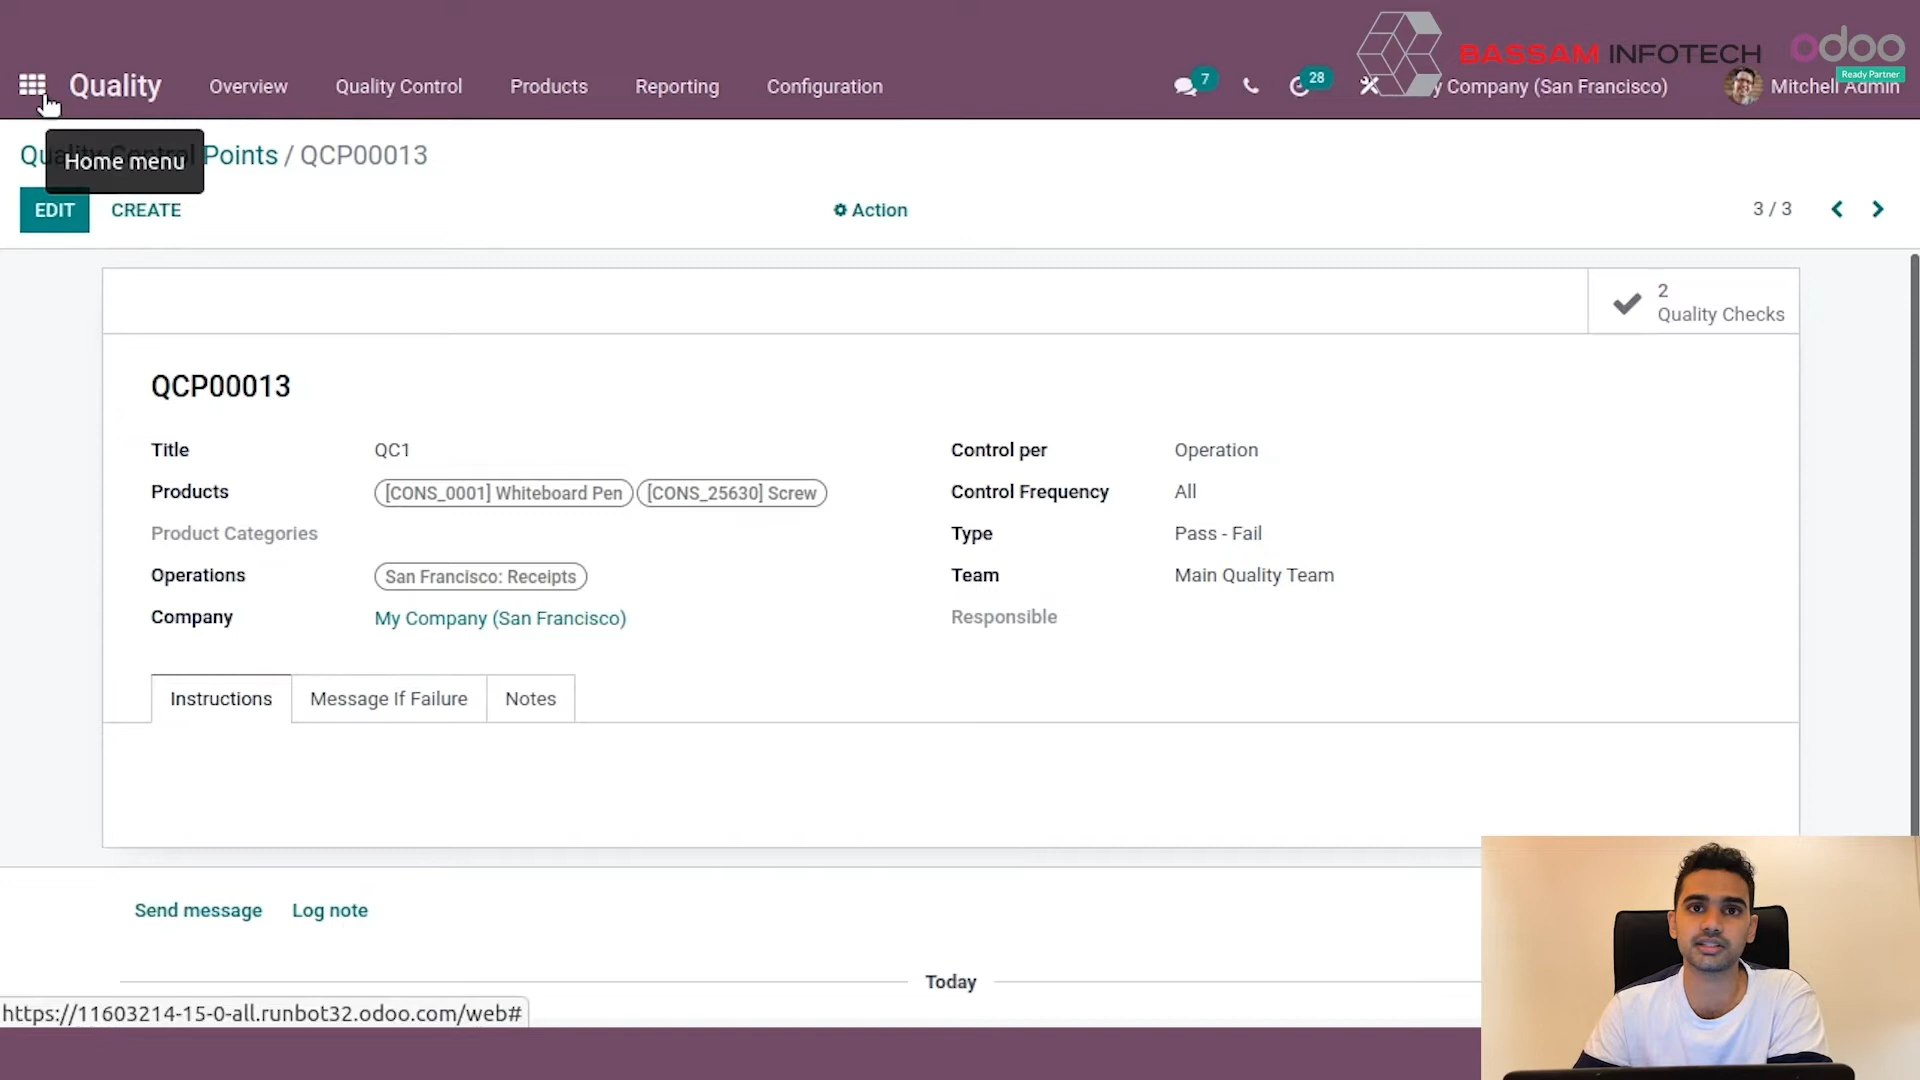 BASSAM INFOTECH
odoo
Ready Partner
Quality Overview Quality Control Products Reporting Configuration 7 28 y Company (San Francisco) Mitchell Admin
Quality Control Points / QCP00013
Home menu
EDIT CREATE Action 3 / 3
2
Quality Checks
QCP00013
Title QC1 Control per Operation
Products [CONS_0001] Whiteboard Pen [CONS_25630] Screw Control Frequency All
Product Categories Type Pass - Fail
Operations San Francisco: Receipts Team Main Quality Team
Company My Company (San Francisco) Responsible
Instructions Message If Failure Notes
Send message Log note
Today
https://11603214-15-0-all.runbot32.odoo.com/web#